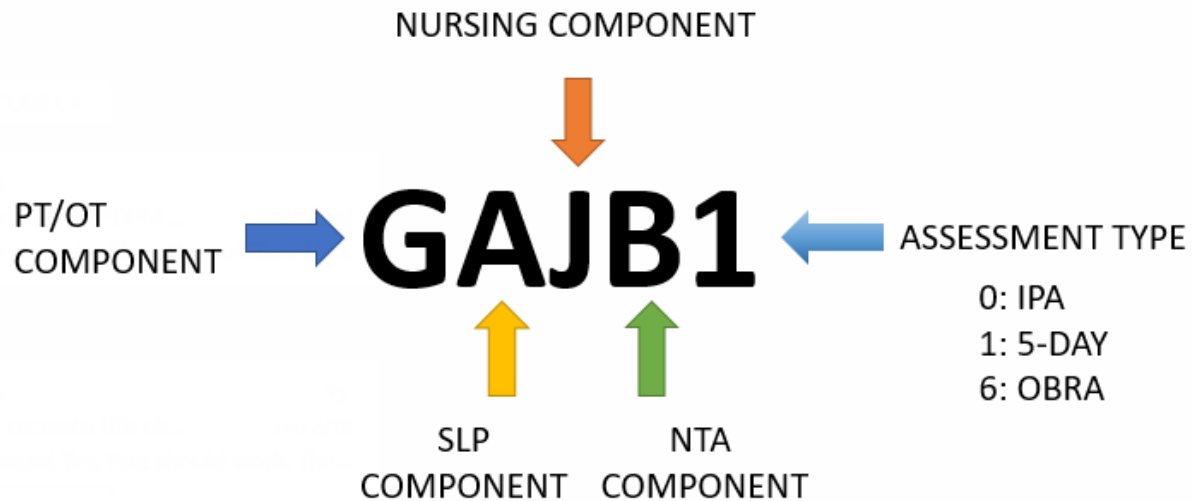 NURSING COMPONENT
PT/OT
COMPONENT
GAJB1
ASSESSMENT TYPE
0: IPA
1: 5-DAY
6: OBRA
SLP
COMPONENT
NTA
COMPONENT